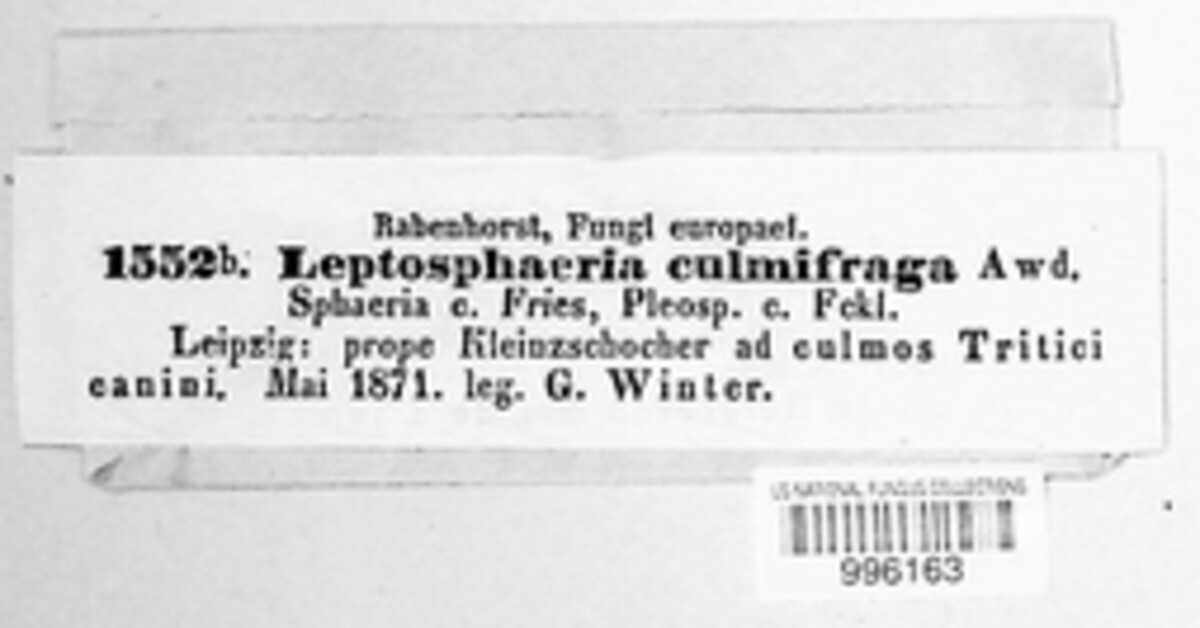 Rabenhorst, Fungi europaei.
1552b. Leptosphaeria culmifraga Awd.
Sphaeria c. Fries, Pleosp. c. Fckl.
Leipzig: prope Kleinzschocher ad culmos Tritici
canini. Mai 1871. leg. G. Winter.
US NATIONAL FUNGUS COLLECTIONS
996163